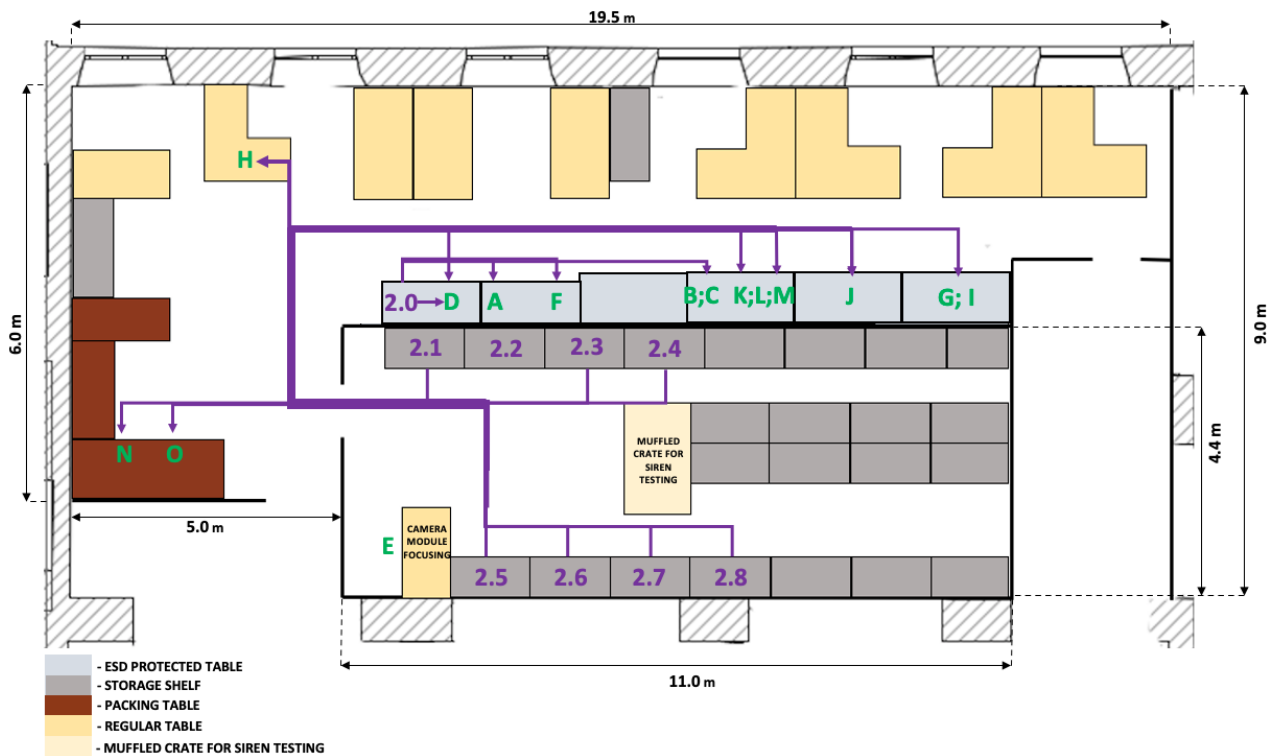 19.5 m
H
6.0 m
9.0 m
2.0 D A F B;C K;L;M J G; I
2.1 2.2 2.3 2.4
4.4 m
MUFFLED
CRATE FOR
SIREN
TESTING
N O
5.0 m
E
CAMERA
MODULE
FOCUSING
2.5 2.6 2.7 2.8
11.0 m
- ESD PROTECTED TABLE
- STORAGE SHELF
- PACKING TABLE
- REGULAR TABLE
- MUFFLED CRATE FOR SIREN TESTING